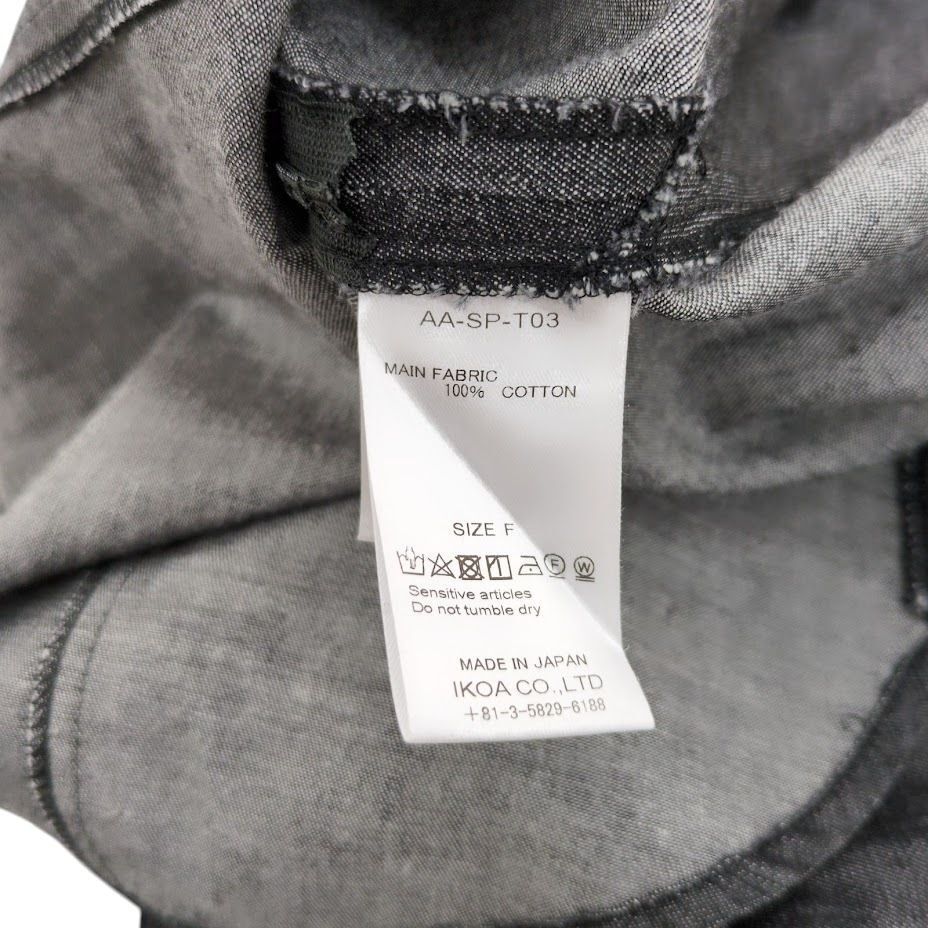 AA-SP-T03
MAIN FABRIC
100% COTTON
SIZE F
F W
Sensitive articles
Do not tumble dry
MADE IN JAPAN
IKOA CO.,LTD
+81-3-5829-6188